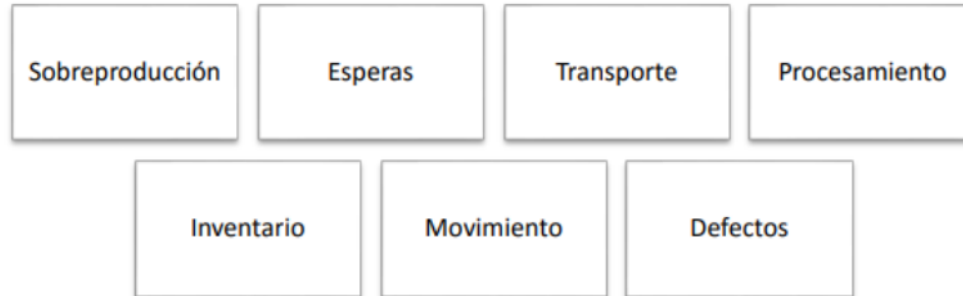 Sobreproducción
Esperas
Transporte
Procesamiento
Inventario
Movimiento
Defectos